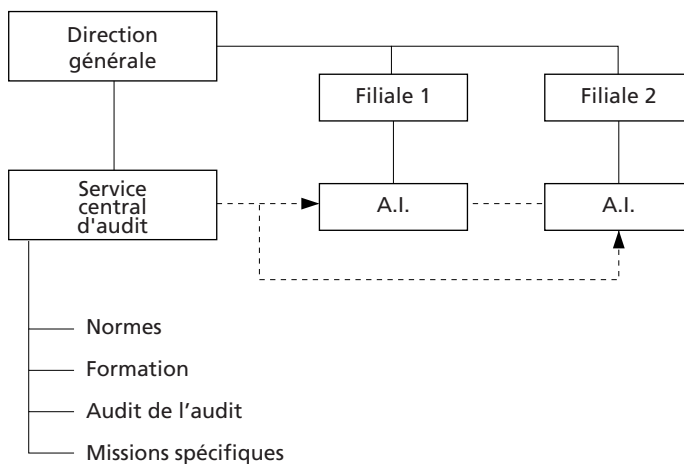 Direction
générale
Filiale 1
Filiale 2
Service
central
d'audit
A.I.
A.I.
Normes
Formation
Audit de l’audit
Missions spécifiques